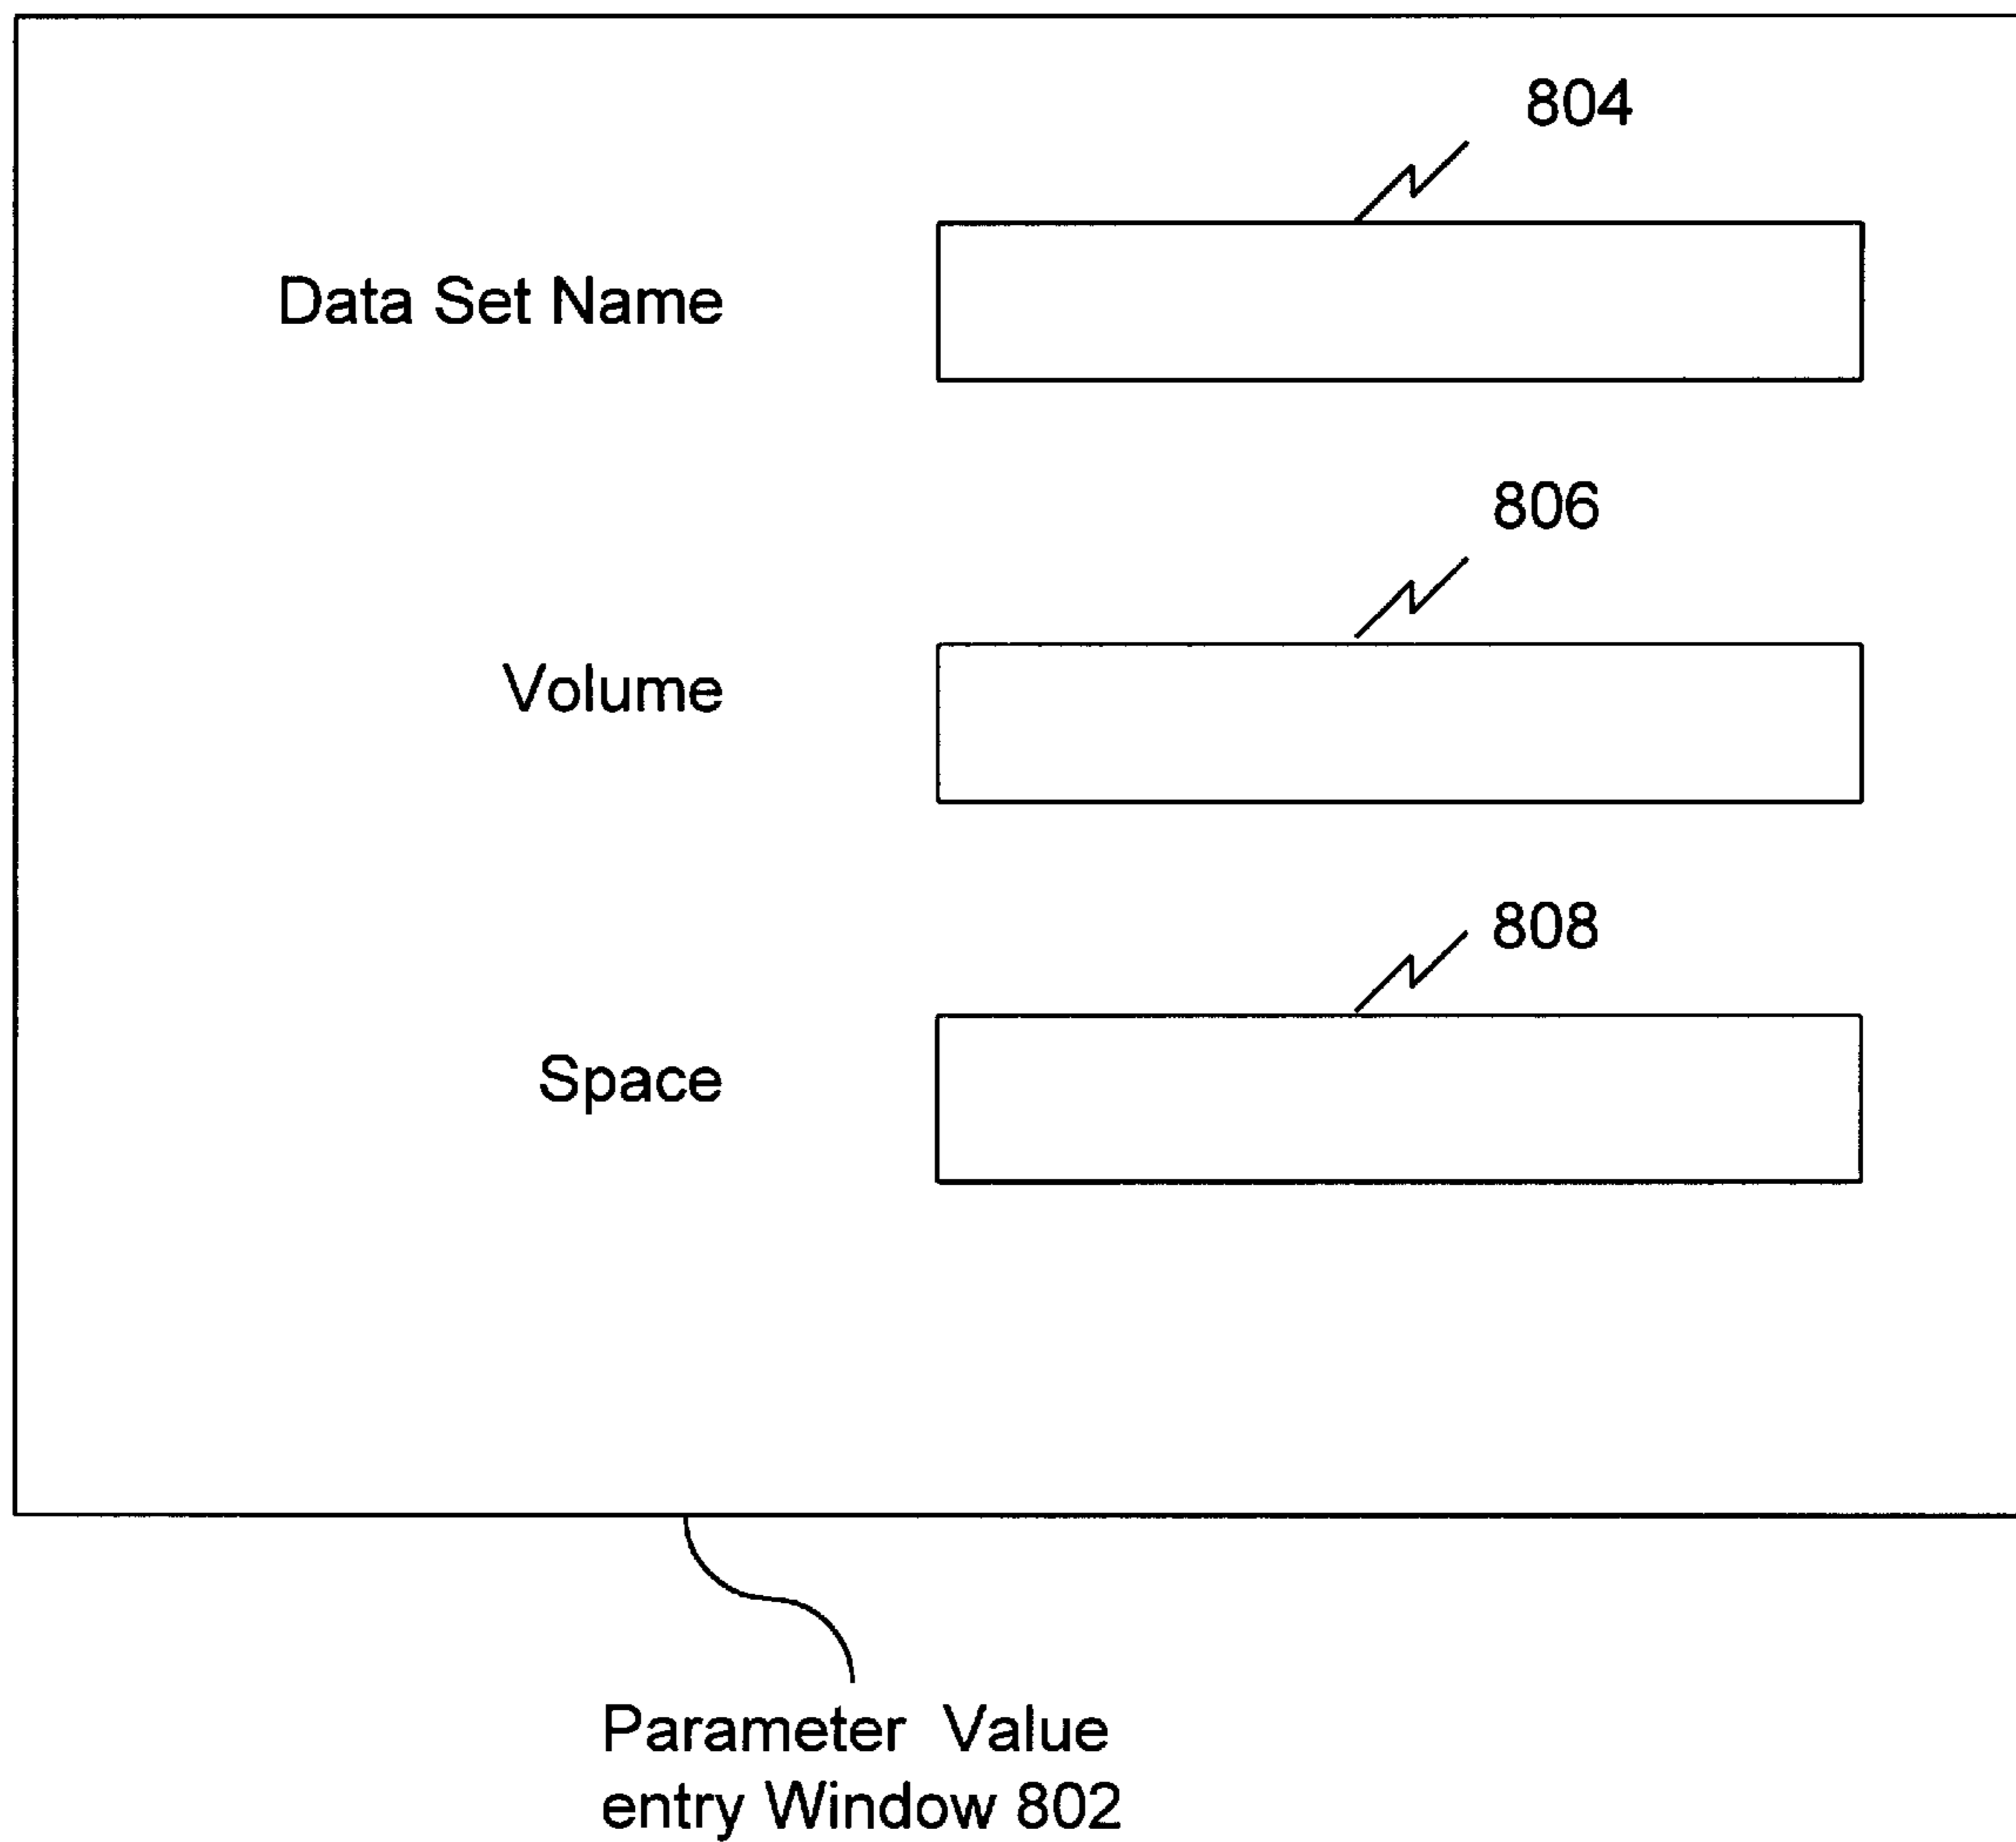 804
Data Set Name
806
Volume
808
Space
Parameter Value
entry Window 802